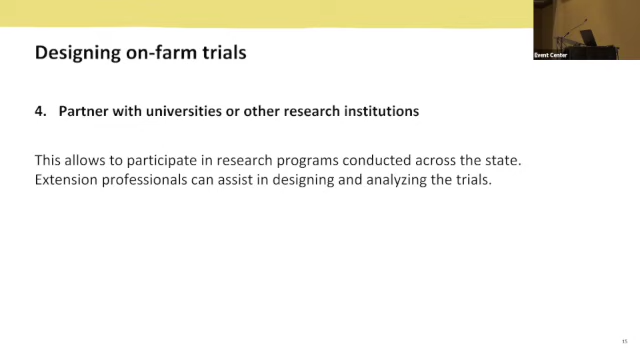 Designing on-farm trials
Event Center
4. Partner with universities or other research institutions
This allows to participate in research programs conducted across the state.
Extension professionals can assist in designing and analyzing the trials.